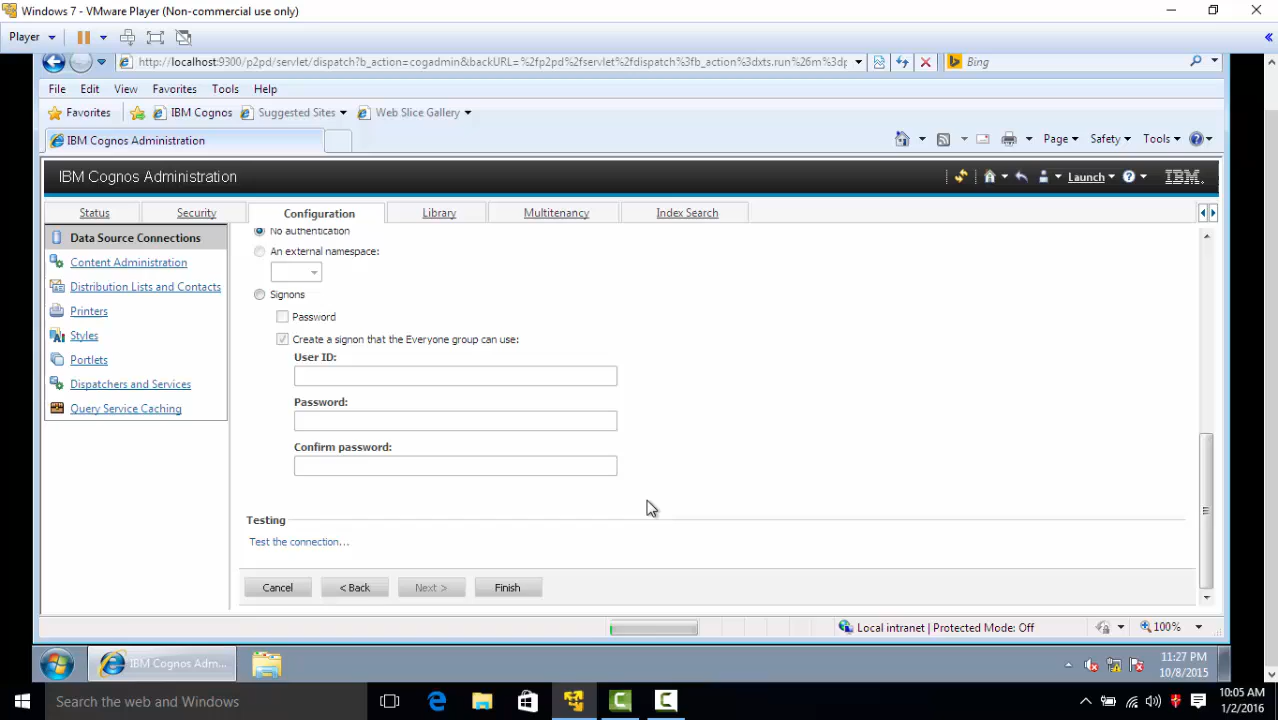 Windows 7 - VMware Player (Non-commercial use only)
Player
http://localhost:9300/p2pd/servlet/dispatch?b_action=cogadmin&backURL=%2fp2pd%2fservlet%2fdispatch%3fb_action%3dxts.run%26m%3dp
Bing
File Edit View Favorites Tools Help
Favorites IBM Cognos Suggested Sites Web Slice Gallery
IBM Cognos Administration
Page Safety Tools
IBM Cognos Administration
Launch
IBM.
Status Security Configuration Library Multitenancy Index Search
Data Source Connections
Content Administration
Distribution Lists and Contacts
Printers
Styles
Portlets
Dispatchers and Services
Query Service Caching
No authentication
An external namespace:
Signons
Password
Create a signon that the Everyone group can use:
User ID:
Password:
Confirm password:
Testing
Test the connection...
Cancel < Back Next > Finish
Local intranet | Protected Mode: Off
100%
IBM Cognos Adm...
11:27 PM
10/8/2015
Search the web and Windows
10:05 AM
1/2/2016